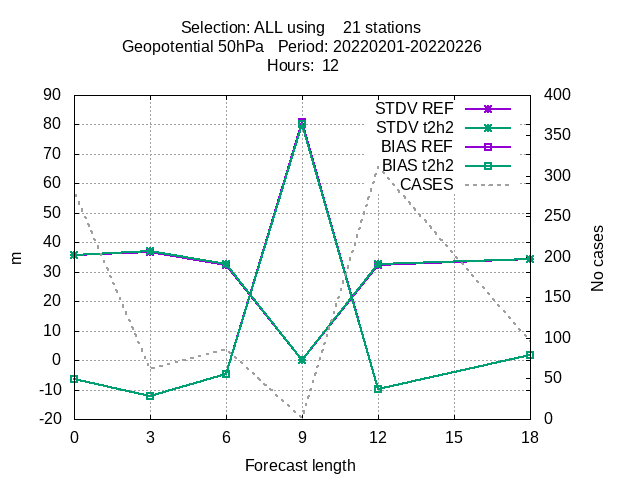 Selection: ALL using    21 stations
Geopotential 50hPa   Period: 20220201-20220226
Hours:  12
90
80
70
60
50
40
30
20
10
0
-10
-20
m
400
350
300
250
200
150
100
50
0
No cases
STDV REF
STDV t2h2
BIAS REF
BIAS t2h2
CASES
0 3 6 9 12 15 18
Forecast length